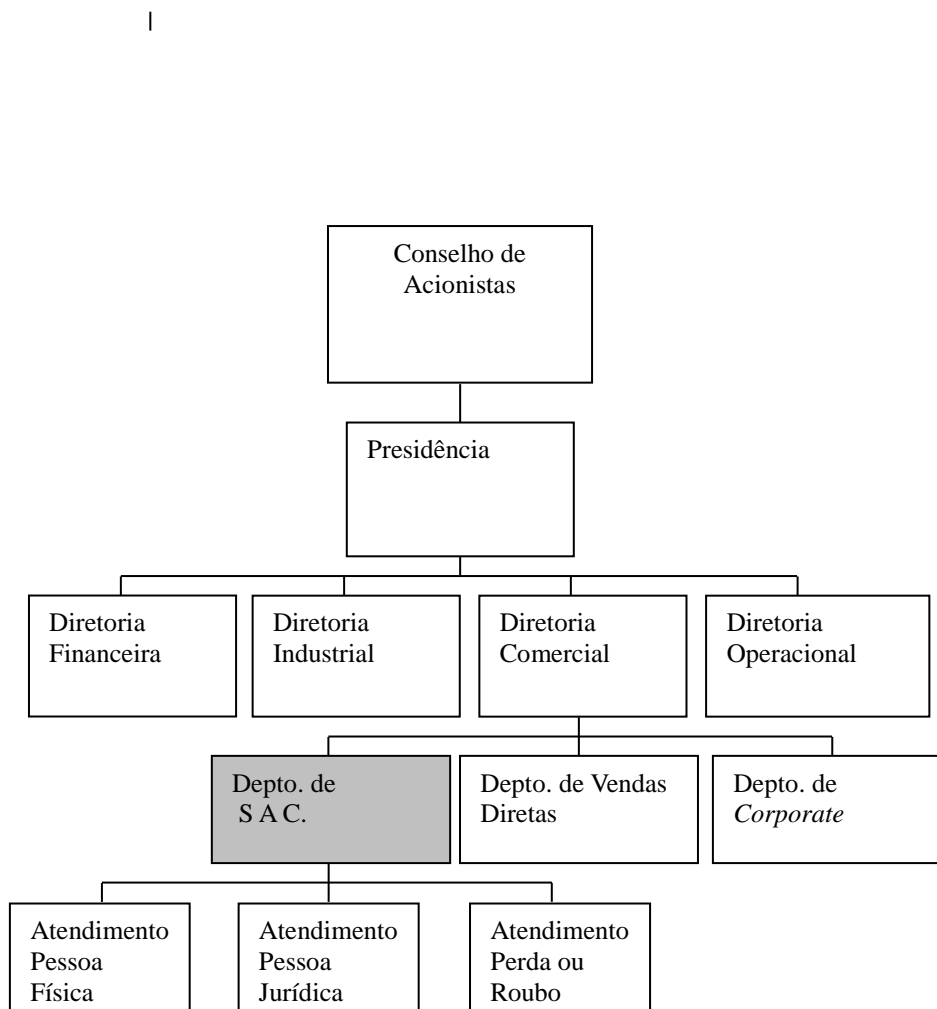 Conselho de
Acionistas
Presidência
Diretoria
Financeira
Diretoria
Industrial
Diretoria
Comercial
Diretoria
Operacional
Depto. de
S A C.
Depto. de Vendas
Diretas
Depto. de
Corporate
Atendimento
Pessoa
Física
Atendimento
Pessoa
Jurídica
Atendimento
Perda ou
Roubo